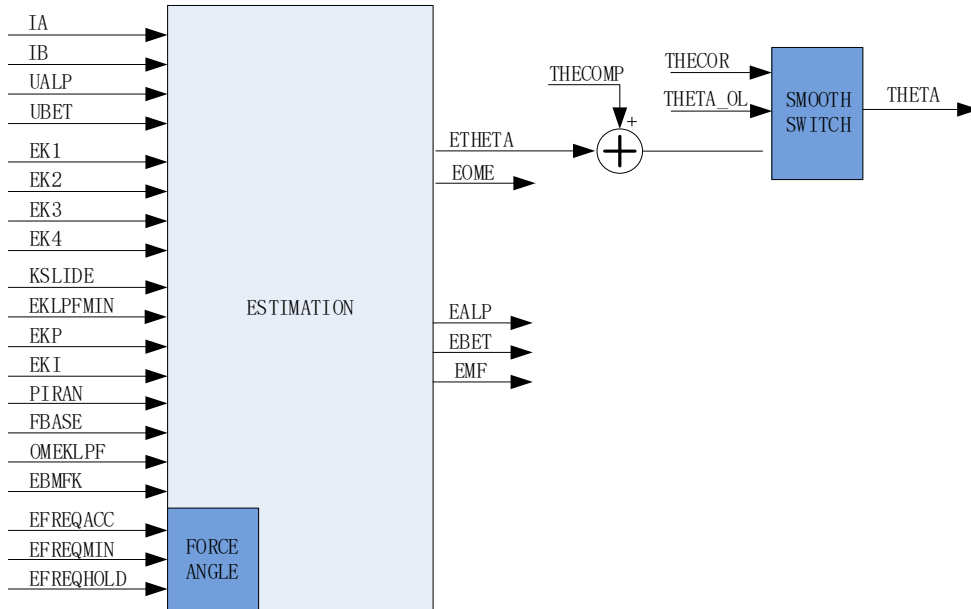 IA
IB
UALP
UBET
EK1
EK2
EK3
EK4
KSLIDE
EKLPFMIN
EKP
EKI
PIRAN
FBASE
OMEKLPF
EBMFK
EFREQACC
EFREQMIN
EFREQHOLD
FORCE
ANGLE
ESTIMATION
ETHETA
EOME
EALP
EBET
EMF
THECOMP
+
THECOR
THETA_OL
SMOOTH
SWITCH
THETA